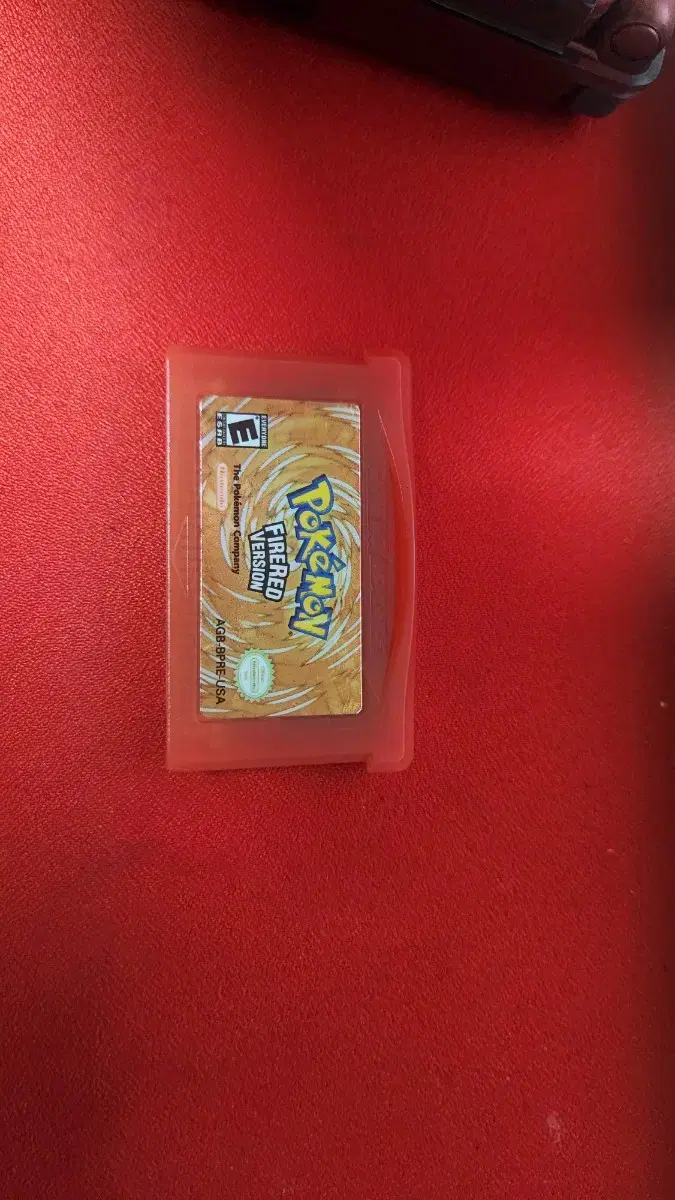 POKéMON
FIRERED
VERSION
The Pokémon Company
Nintendo
EVERYONE
E
ESRB
AGB-BPRE-USA